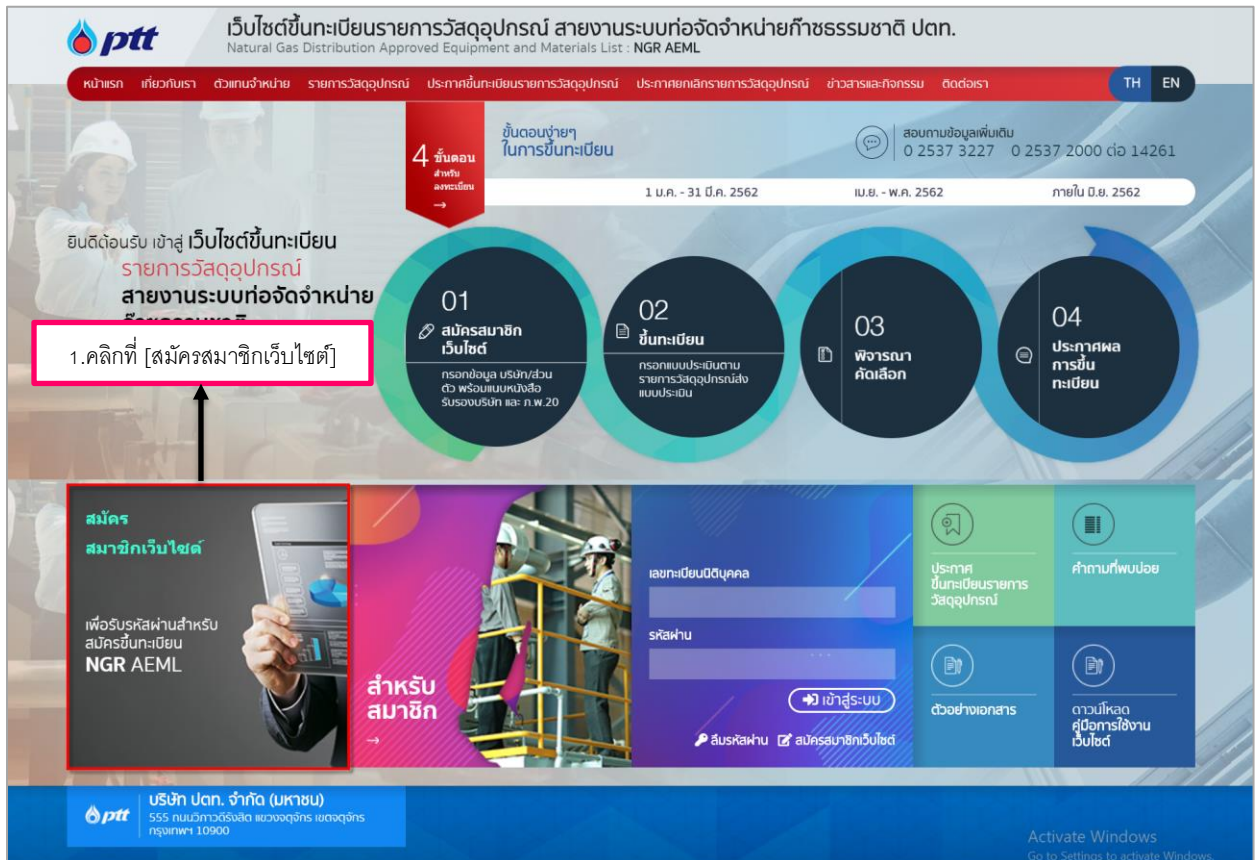 ptt
เว็บไซต์ขึ้นทะเบียนรายการวัสดุอุปกรณ์ สายงานระบบท่อจัดจำหน่ายก๊าซธรรมชาติ ปตท.
Natural Gas Distribution Approved Equipment and Materials List : NGR AEML
หน้าแรก เกี่ยวกับเรา ตัวแทนจำหน่าย รายการวัสดุอุปกรณ์ ประกาศขึ้นทะเบียนรายการวัสดุอุปกรณ์ ประกาศยกเลิกรายการวัสดุอุปกรณ์ ข่าวสารและกิจกรรม ติดต่อเรา TH EN
4 ขั้นตอน
สำหรับ
ลงทะเบียน
→
ขั้นตอนง่ายๆ
ในการขึ้นทะเบียน
สอบถามข้อมูลเพิ่มเติม
0 2537 3227 0 2537 2000 ต่อ 14261
1 ม.ค. - 31 มี.ค. 2562 เม.ย. - พ.ค. 2562 ภายใน มิ.ย. 2562
ยินดีต้อนรับ เข้าสู่ เว็บไซต์ขึ้นทะเบียน
รายการวัสดุอุปกรณ์
สายงานระบบท่อจัดจำหน่าย
1.คลิกที่ [สมัครสมาชิกเว็บไซต์]
01
สมัครสมาชิก
เว็บไซต์
กรอกข้อมูล บริษัท/ส่วน
ตัว พร้อมแนบหนังสือ
รับรองบริษัท และ ภ.พ.20
02
ขึ้นทะเบียน
กรอกแบบประเมินตาม
รายการวัสดุอุปกรณ์ส่ง
แบบประเมิน
03
พิจารณา
คัดเลือก
04
ประกาศผล
การขึ้น
ทะเบียน
สมัคร
สมาชิกเว็บไซต์
เพื่อรับรหัสผ่านสำหรับ
สมัครขึ้นทะเบียน
NGR AEML
สำหรับ
สมาชิก
→
เลขทะเบียนนิติบุคคล
รหัสผ่าน
เข้าสู่ระบบ
ลืมรหัสผ่าน สมัครสมาชิกเว็บไซต์
ประกาศ
ขึ้นทะเบียนรายการ
วัสดุอุปกรณ์
คำถามที่พบบ่อย
ตัวอย่างเอกสาร
ดาวน์โหลด
คู่มือการใช้งาน
เว็บไซต์
ptt
บริษัท ปตท. จำกัด (มหาชน)
555 ถนนวิภาวดีรังสิต แขวงจตุจักร เขตจตุจักร
กรุงเทพฯ 10900
Activate Windows
Go to Settings to activate Windows.